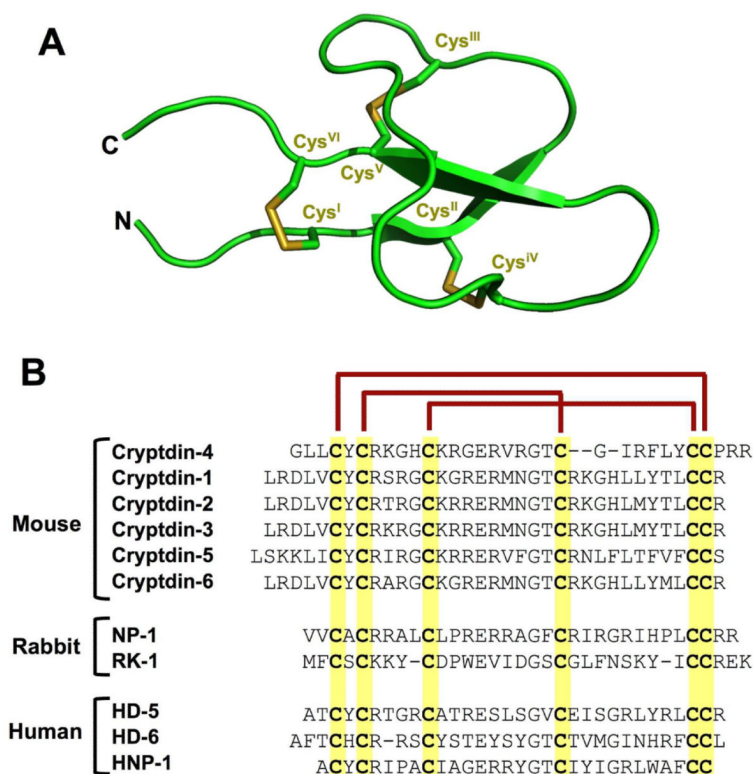 A
Cys^III
C
Cys^VI
Cys^V
N
Cys^I
Cys^II
Cys^iV
B
Mouse
Cryptdin-4 GLLCYCRKGHCKRGERVRGTC--G-IRFLYCCPRR
Cryptdin-1 LRDLVCYCRSRGCKGRERMNGTCRKGHLLYTLCCR
Cryptdin-2 LRDLVCYCRTRGCKRRERMNGTCRKGHLMYTLCCR
Cryptdin-3 LRDLVCYCRKRGCKRRERMNGTCRKGHLMYTLCCR
Cryptdin-5 LSKKLICYCRIRGCKRRERVFGTCRNLFLTFVFCCS
Cryptdin-6 LRDLVCYCRARGCKGRERMNGTCRKGHLLYMLCCR
Rabbit
NP-1 VVCACRRALCLPRERRAGFCRIRGRIHPLCCRR
RK-1 MFCSCKKY-CDPWEVIDGSCGLFNSKY-ICCREK
Human
HD-5 ATCYCRTGRCATRESLSGVCEISGRLYRLCCR
HD-6 AFTCHCR-RSCYSTEYSYGTCTVMGINHRFCCL
HNP-1 ACYCRIPACIAGERRYGTCIYIGRLWAFCC